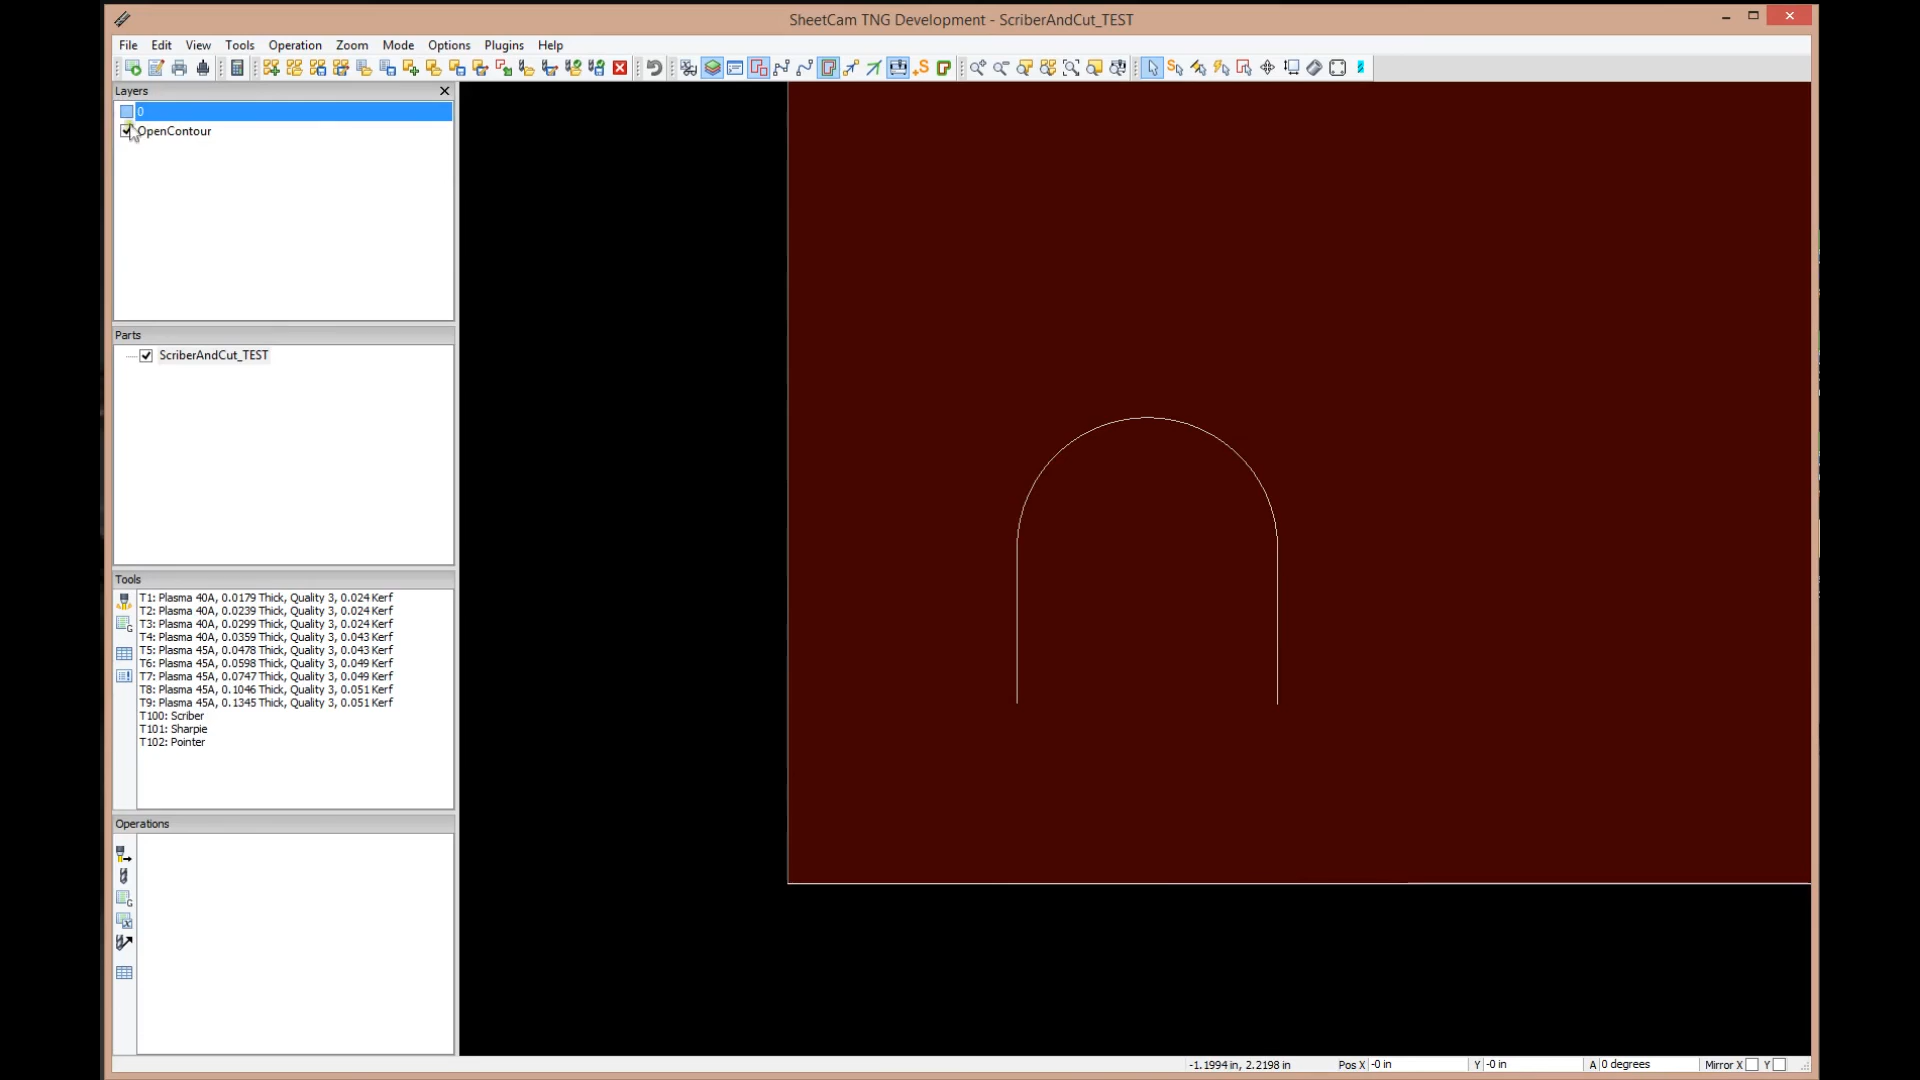 SheetCam TNG Development - ScriberAndCut_TEST
File Edit View Tools Operation Zoom Mode Options Plugins Help
Layers
0
OpenContour
Parts
ScriberAndCut_TEST
Tools
T1: Plasma 40A, 0.0179 Thick, Quality 3, 0.024 Kerf
T2: Plasma 40A, 0.0239 Thick, Quality 3, 0.024 Kerf
T3: Plasma 40A, 0.0299 Thick, Quality 3, 0.024 Kerf
T4: Plasma 40A, 0.0359 Thick, Quality 3, 0.043 Kerf
T5: Plasma 45A, 0.0478 Thick, Quality 3, 0.043 Kerf
T6: Plasma 45A, 0.0598 Thick, Quality 3, 0.049 Kerf
T7: Plasma 45A, 0.0747 Thick, Quality 3, 0.049 Kerf
T8: Plasma 45A, 0.1046 Thick, Quality 3, 0.051 Kerf
T9: Plasma 45A, 0.1345 Thick, Quality 3, 0.051 Kerf
T100: Scriber
T101: Sharpie
T102: Pointer
Operations
-1.1994 in, 2.2198 in Pos X -0 in Y -0 in A 0 degrees Mirror X Y